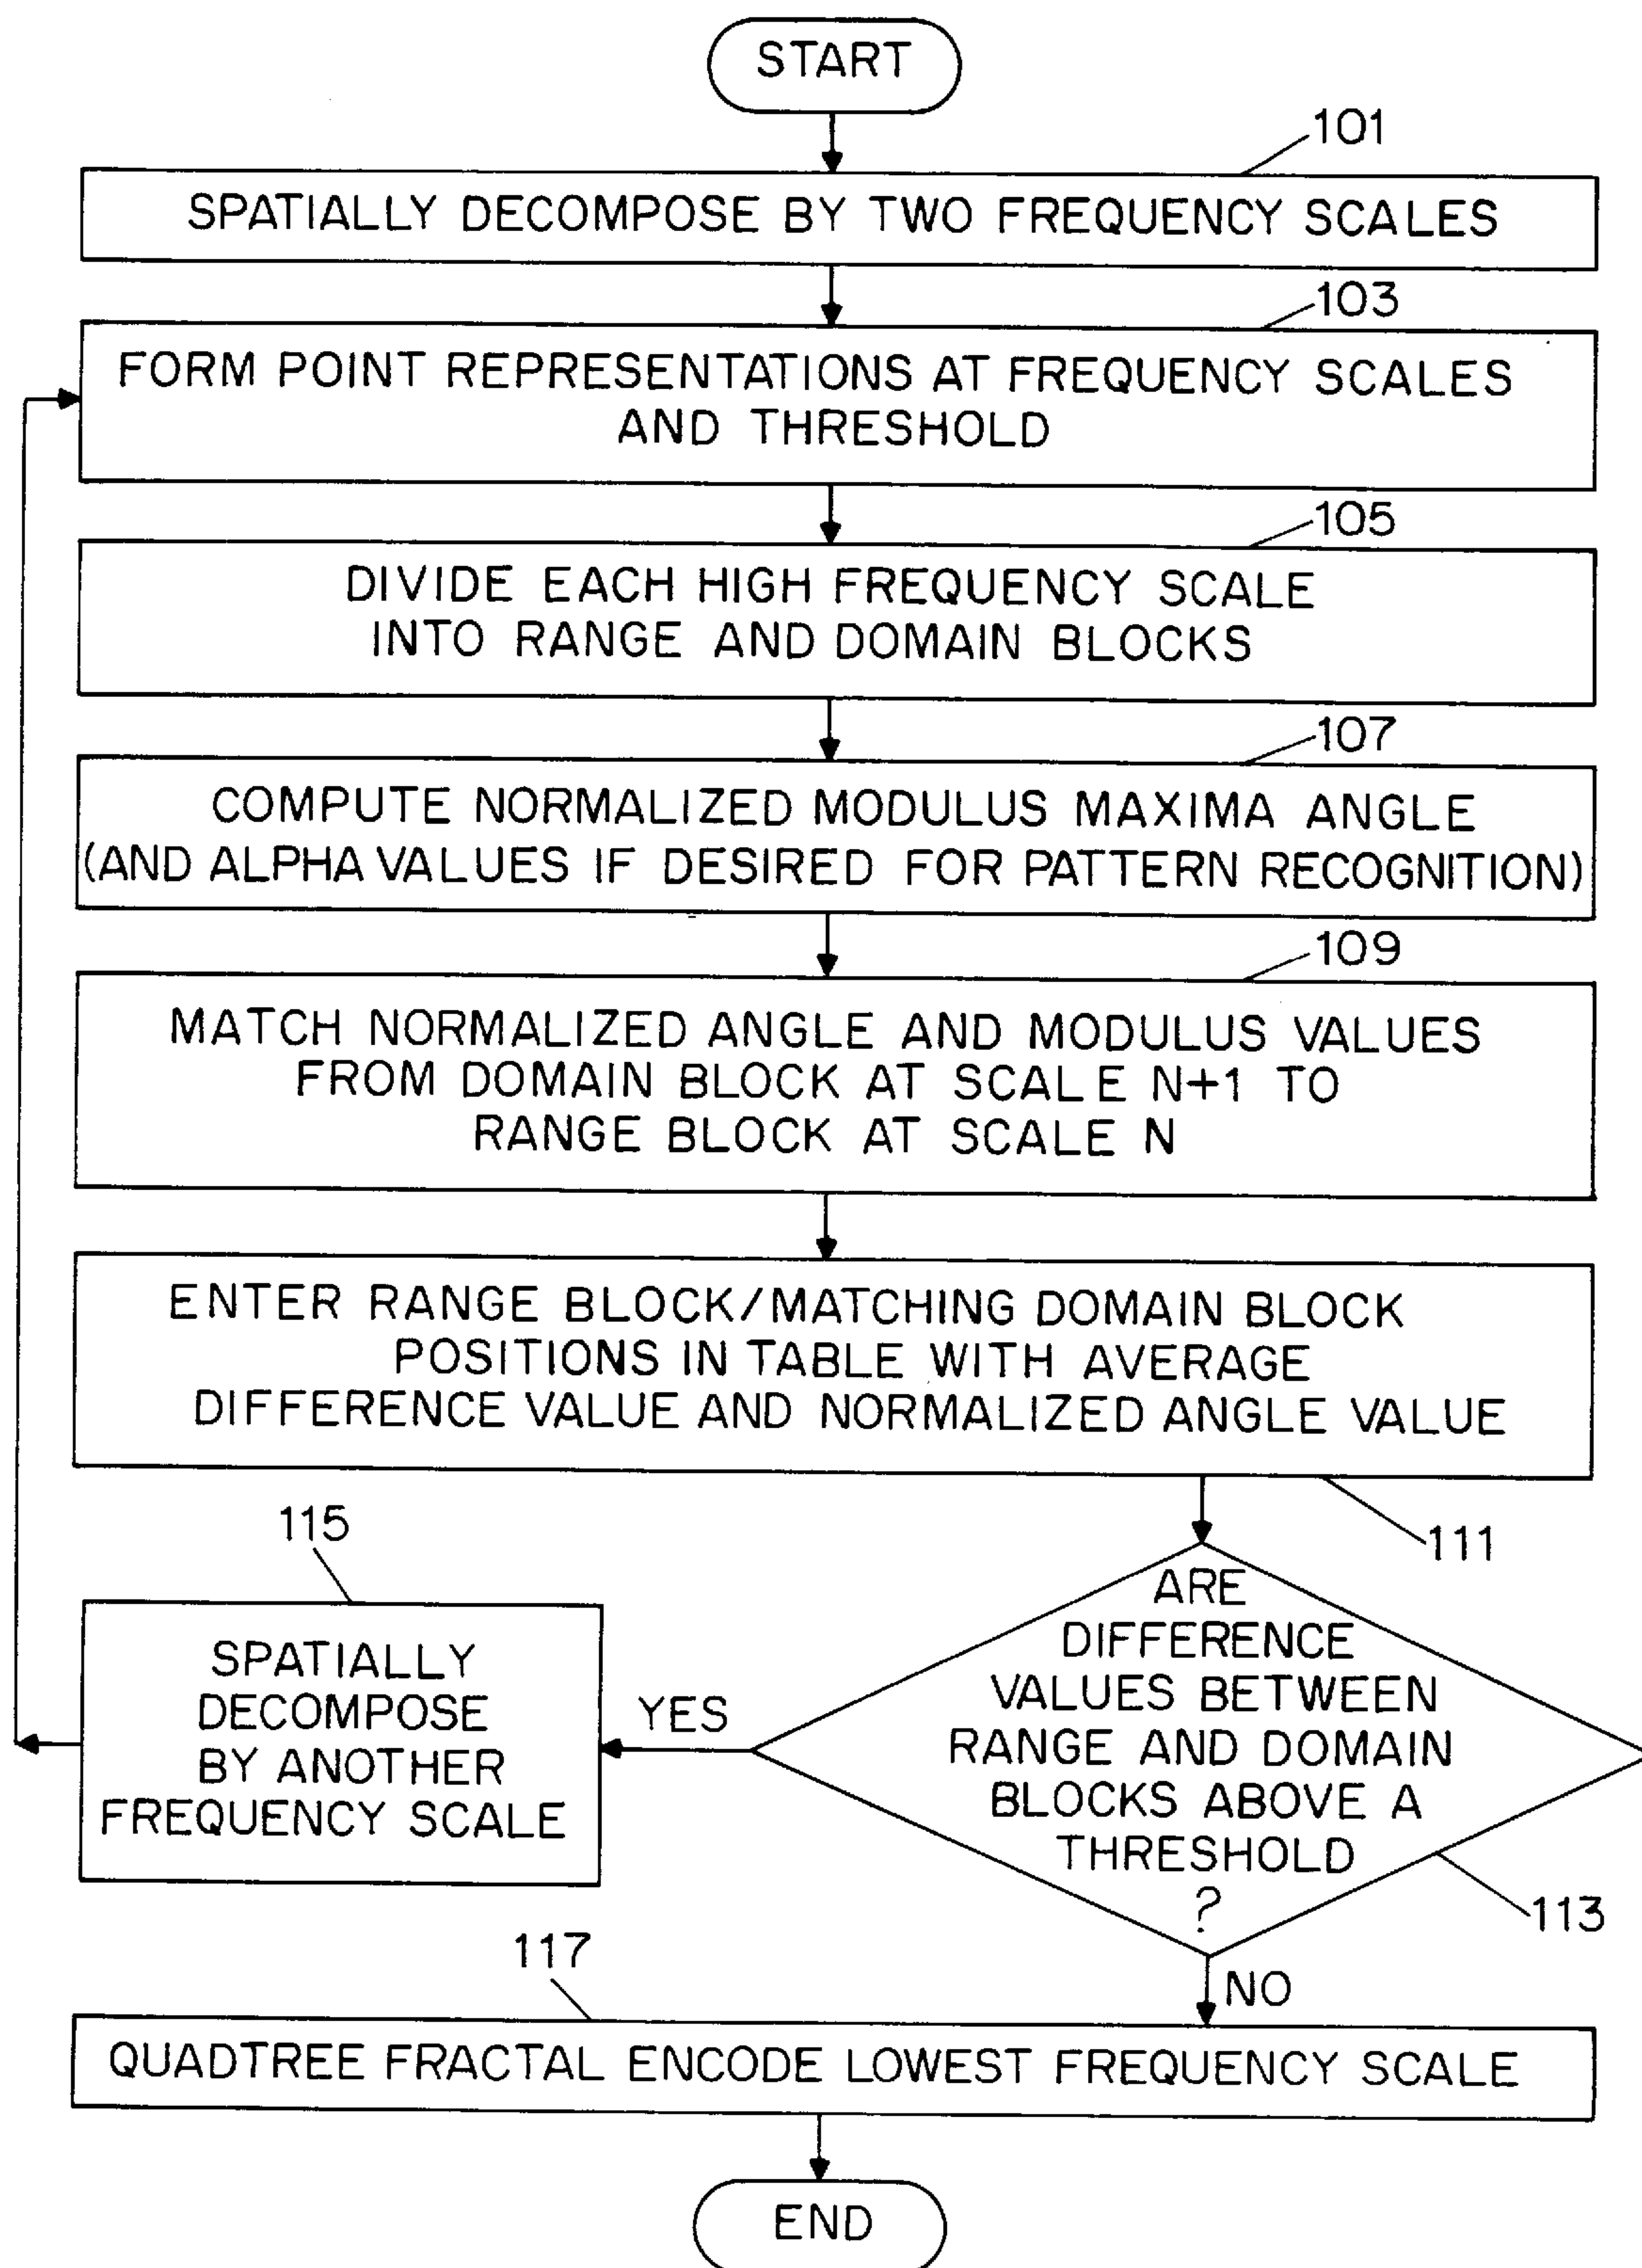 START
101
SPATIALLY DECOMPOSE BY TWO FREQUENCY SCALES
103
FORM POINT REPRESENTATIONS AT FREQUENCY SCALES
AND THRESHOLD
105
DIVIDE EACH HIGH FREQUENCY SCALE
INTO RANGE AND DOMAIN BLOCKS
107
COMPUTE NORMALIZED MODULUS MAXIMA ANGLE
(AND ALPHA VALUES IF DESIRED FOR PATTERN RECOGNITION)
109
MATCH NORMALIZED ANGLE AND MODULUS VALUES
FROM DOMAIN BLOCK AT SCALE N+1 TO
RANGE BLOCK AT SCALE N
ENTER RANGE BLOCK/MATCHING DOMAIN BLOCK
POSITIONS IN TABLE WITH AVERAGE
DIFFERENCE VALUE AND NORMALIZED ANGLE VALUE
111
115
SPATIALLY
DECOMPOSE
BY ANOTHER
FREQUENCY SCALE
YES
ARE
DIFFERENCE
VALUES BETWEEN
RANGE AND DOMAIN
BLOCKS ABOVE A
THRESHOLD
?
113
NO
117
QUADTREE FRACTAL ENCODE LOWEST FREQUENCY SCALE
END